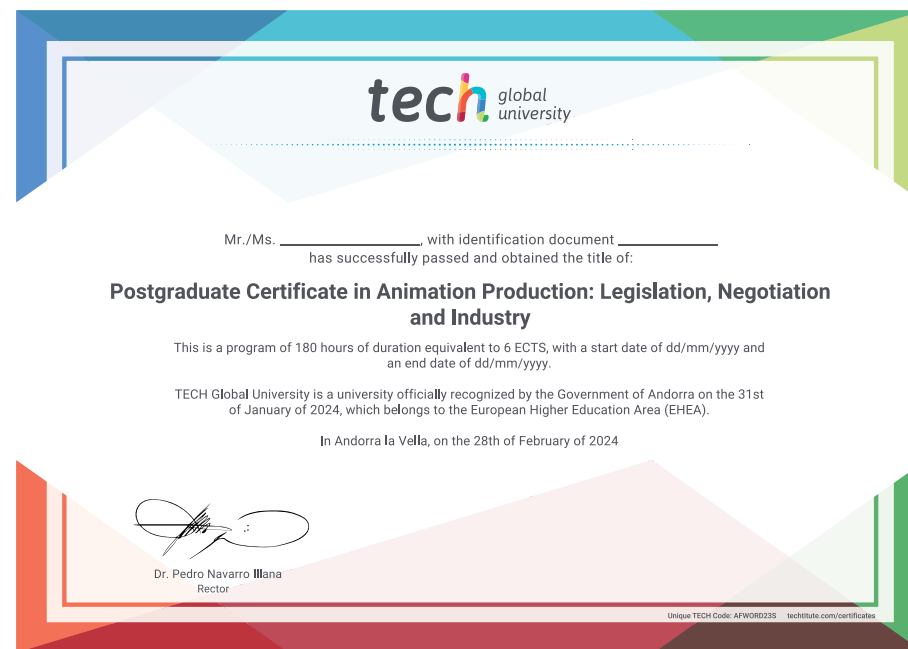 tech global
university
Mr./Ms. ____________________, with identification document ______________
has successfully passed and obtained the title of:
Postgraduate Certificate in Animation Production: Legislation, Negotiation
and Industry
This is a program of 180 hours of duration equivalent to 6 ECTS, with a start date of dd/mm/yyyy and
an end date of dd/mm/yyyy.
TECH Global University is a university officially recognized by the Government of Andorra on the 31st
of January of 2024, which belongs to the European Higher Education Area (EHEA).
In Andorra la Vella, on the 28th of February of 2024
Dr. Pedro Navarro Illana
Rector
Unique TECH Code: AFWORD23S techtitute.com/certificates